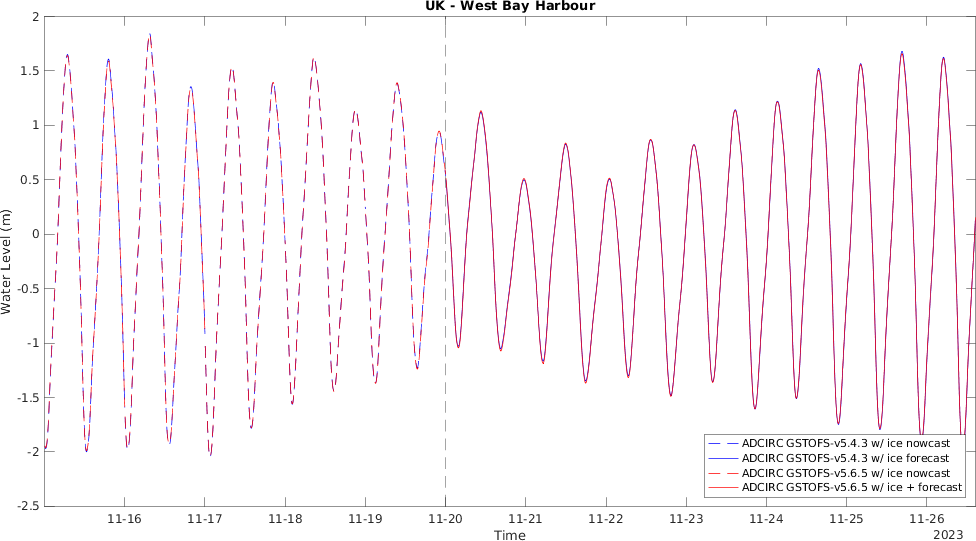 UK - West Bay Harbour
2
1.5
1
0.5
0
-0.5
-1
-1.5
-2
-2.5
Water Level (m)
ADCIRC GSTOFS-v5.4.3 w/ ice nowcast
ADCIRC GSTOFS-v5.4.3 w/ ice forecast
ADCIRC GSTOFS-v5.6.5 w/ ice nowcast
ADCIRC GSTOFS-v5.6.5 w/ ice + forecast
11-16 11-17 11-18 11-19 11-20 11-21 11-22 11-23 11-24 11-25 11-26
Time
2023